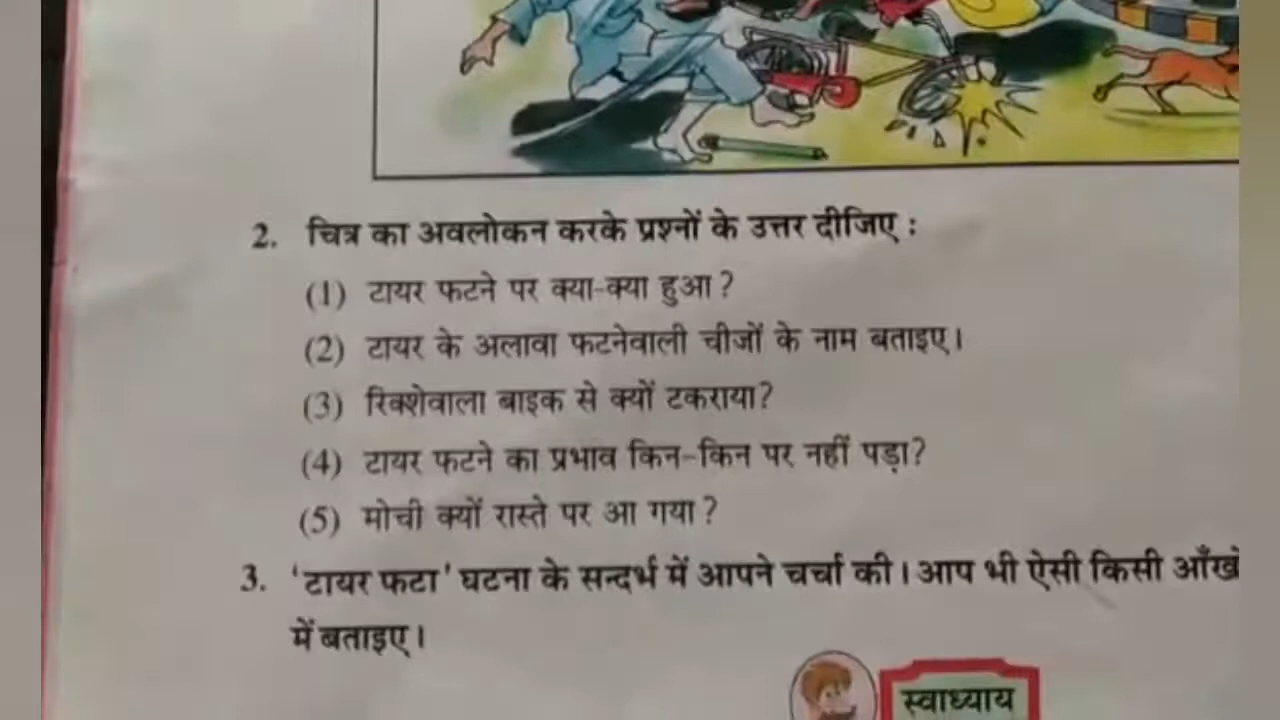 2. चित्र का अवलोकन करके प्रश्नों के उत्तर दीजिए :
(1) टायर फटने पर क्या-क्या हुआ ?
(2) टायर के अलावा फटनेवाली चीजों के नाम बताइए।
(3) रिक्शेवाला बाइक से क्यों टकराया?
(4) टायर फटने का प्रभाव किन-किन पर नहीं पड़ा?
(5) मोची क्यों रास्ते पर आ गया ?
3. 'टायर फटा' घटना के सन्दर्भ में आपने चर्चा की। आप भी ऐसी किसी
में बताइए।
स्वाध्याय